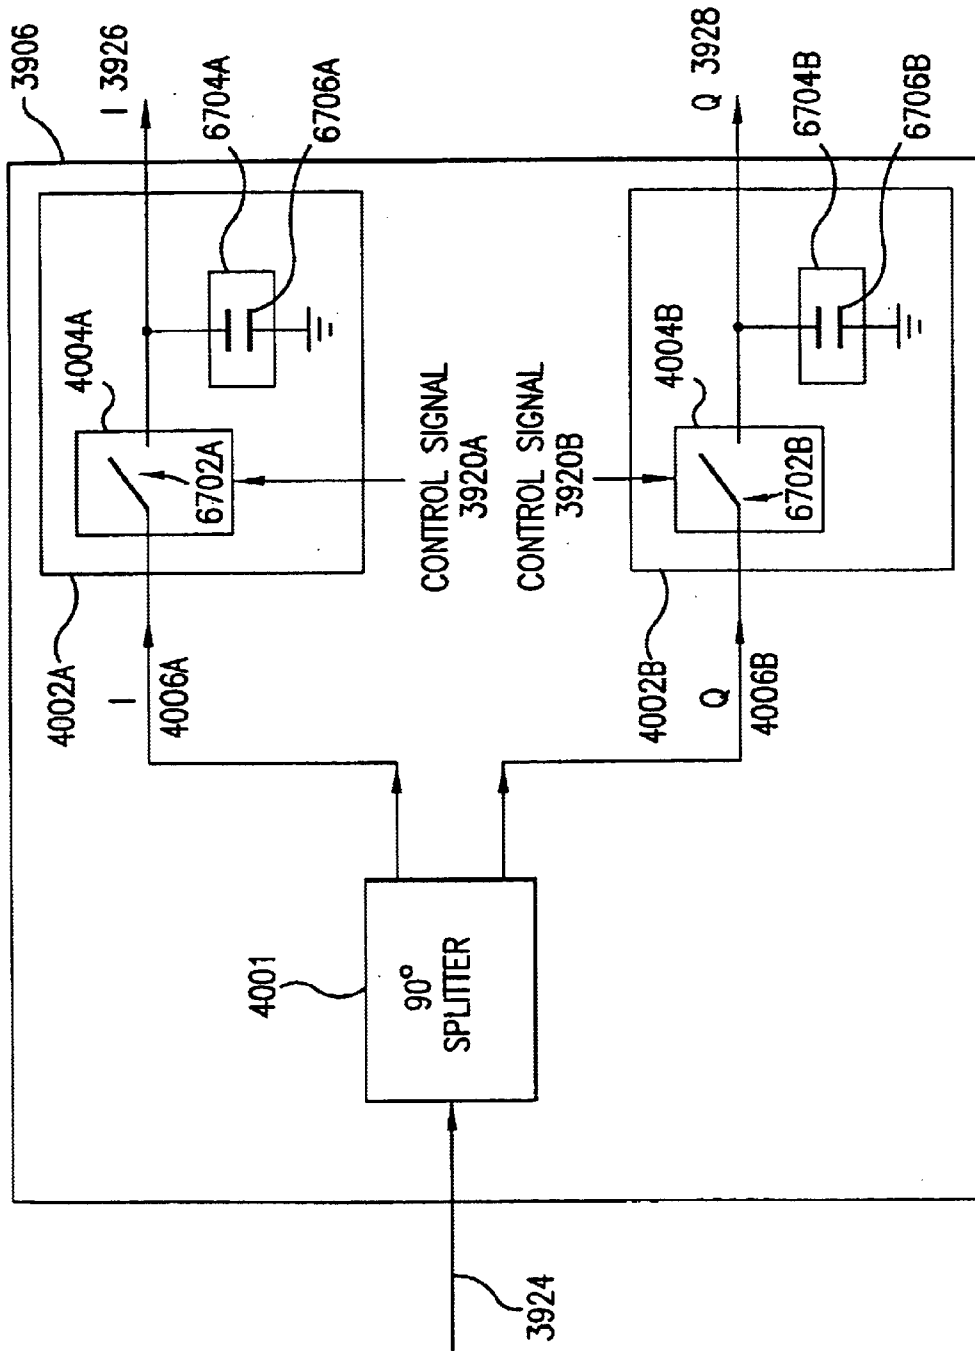 3906
I 3926
6704A
6706A
4004A
6702A
4002A
I
4006A
CONTROL SIGNAL
3920A
CONTROL SIGNAL
3920B
4001
90°
SPLITTER
3924
Q 3928
6704B
6706B
4004B
6702B
4002B
Q
4006B